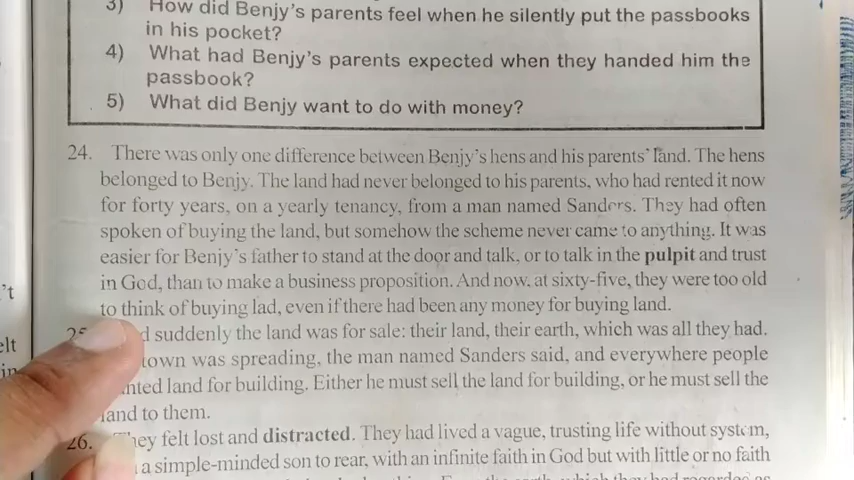 3) How did Benjy's parents feel when he silently put the passbooks
in his pocket?
4) What had Benjy's parents expected when they handed him the
passbook?
5) What did Benjy want to do with money?
24. There was only one difference between Benjy's hens and his parents' land. The hens
belonged to Benjy. The land had never belonged to his parents, who had rented it now
for forty years, on a yearly tenancy, from a man named Sanders. They had often
spoken of buying the land, but somehow the scheme never came to anything. It was
easier for Benjy's father to stand at the door and talk, or to talk in the pulpit and trust
in God, than to make a business proposition. And now, at sixty-five, they were too old
to think of buying lad, even if there had been any money for buying land.
suddenly the land was for sale: their land, their earth, which was all they had.
town was spreading, the man named Sanders said, and everywhere people
land for building. Either he must sell the land for building, or he must sell the
land to them.
26. They felt lost and distracted. They had lived a vague, trusting life without system,
a simple-minded son to rear, with an infinite faith in God but with little or no faith
't
elt
in